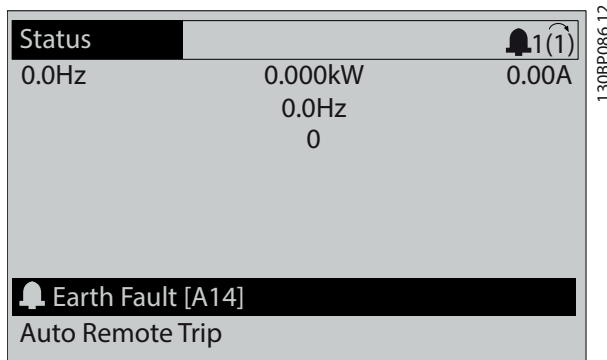 Status 1(1)
0.0Hz 0.000kW 0.00A
0.0Hz
0
Earth Fault [A14]
Auto Remote Trip
130BP086.12